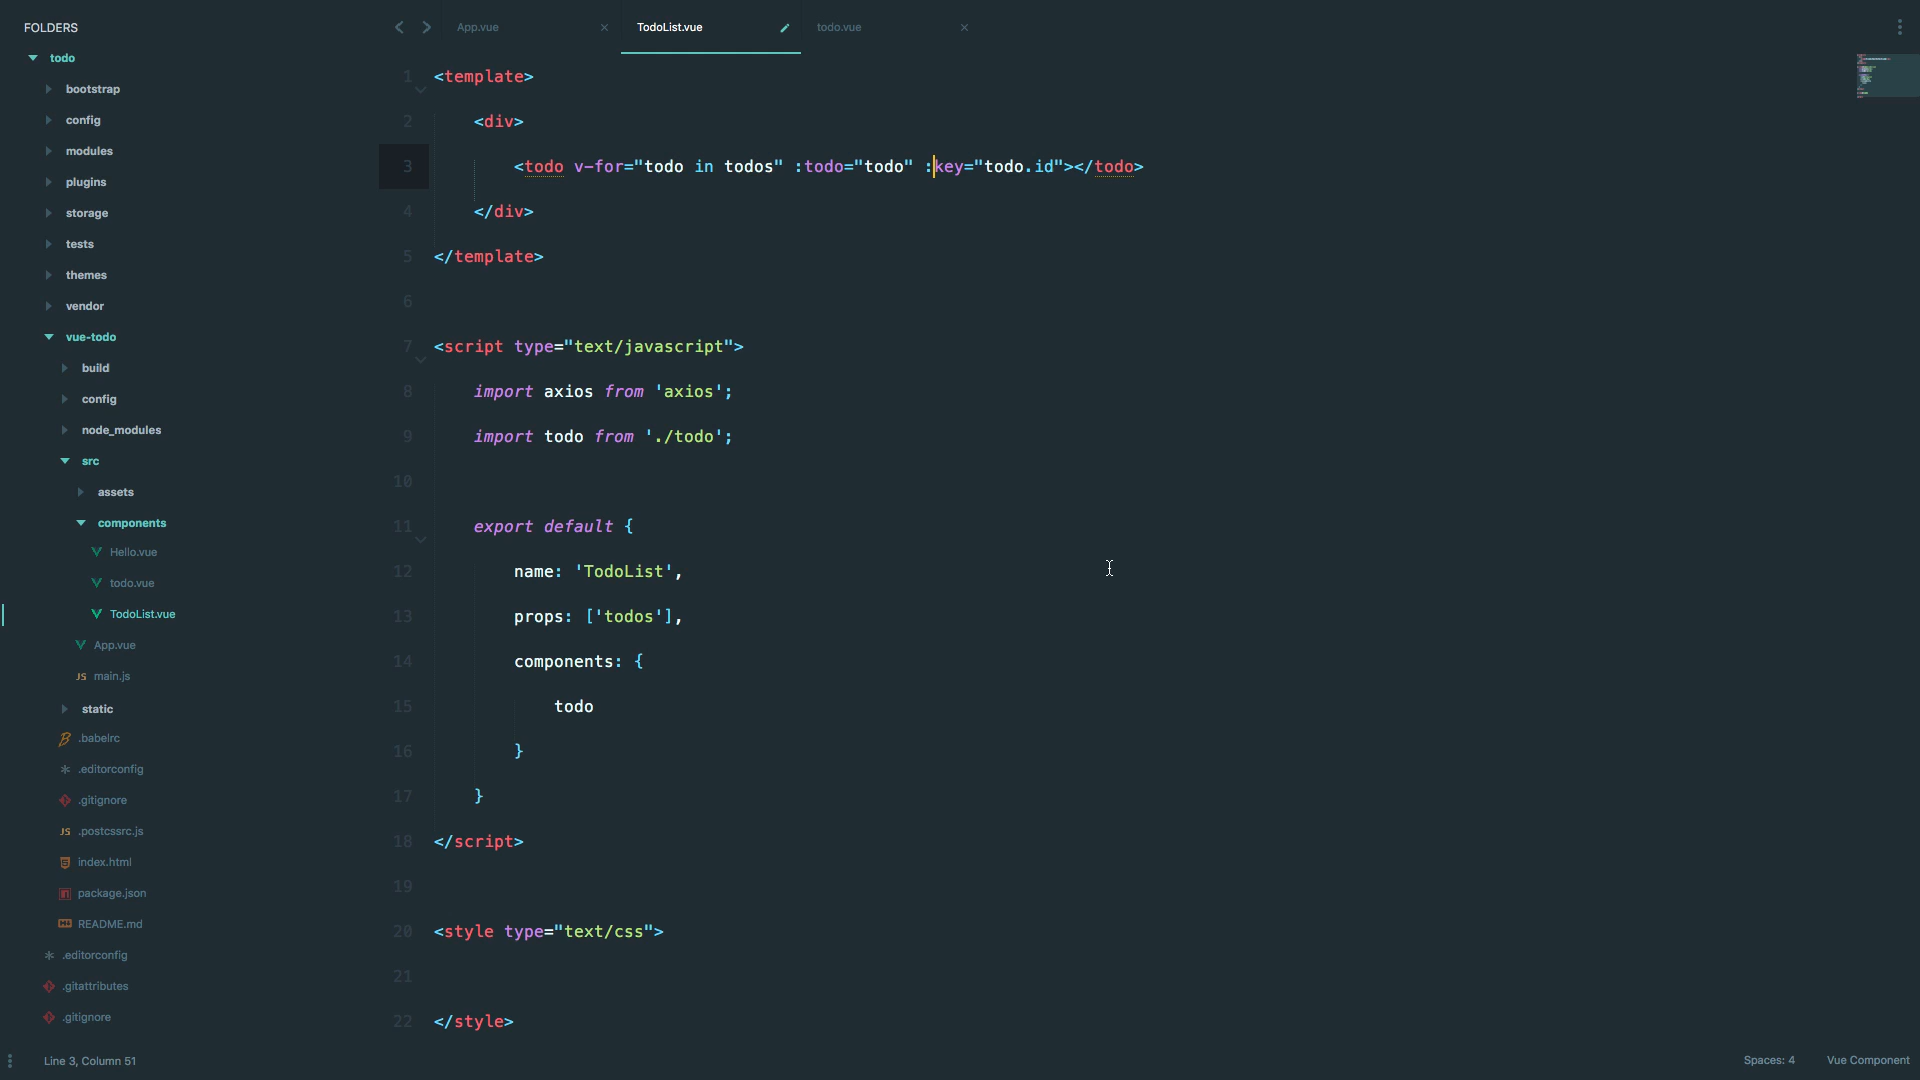 FOLDERS
todo
bootstrap
config
modules
plugins
storage
tests
themes
vendor
vue-todo
build
config
node_modules
src
assets
components
Hello.vue
todo.vue
TodoList.vue
App.vue
JS main.js
static
.babelrc
.editorconfig
.gitignore
JS .postcssrc.js
index.html
package.json
README.md
.editorconfig
.gitattributes
.gitignore
App.vue
TodoList.vue
todo.vue
1 <template>
2 <div>
3 <todo v-for="todo in todos" :todo="todo" :key="todo.id"></todo>
4 </div>
5 </template>
6
7 <script type="text/javascript">
8 import axios from 'axios';
9 import todo from './todo';
10
11 export default {
12 name: 'TodoList',
13 props: ['todos'],
14 components: {
15 todo
16 }
17 }
18 </script>
19
20 <style type="text/css">
21
22 </style>
Line 3, Column 51
Spaces: 4
Vue Component